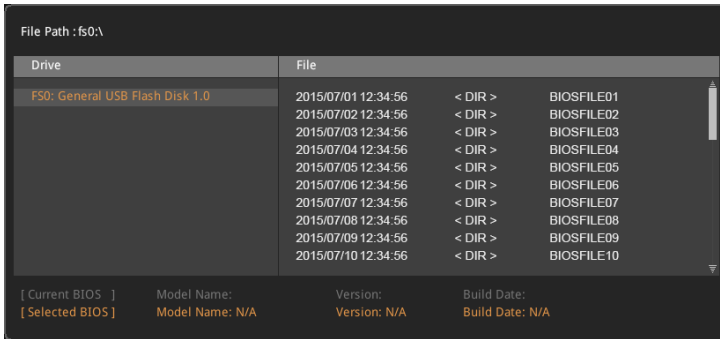 File Path : fs0:\
Drive File
FS0: General USB Flash Disk 1.0
2015/07/01 12:34:56 < DIR > BIOSFILE01
2015/07/02 12:34:56 < DIR > BIOSFILE02
2015/07/03 12:34:56 < DIR > BIOSFILE03
2015/07/04 12:34:56 < DIR > BIOSFILE04
2015/07/05 12:34:56 < DIR > BIOSFILE05
2015/07/06 12:34:56 < DIR > BIOSFILE06
2015/07/07 12:34:56 < DIR > BIOSFILE07
2015/07/08 12:34:56 < DIR > BIOSFILE08
2015/07/09 12:34:56 < DIR > BIOSFILE09
2015/07/10 12:34:56 < DIR > BIOSFILE10
[ Current BIOS ] Model Name: Version: Build Date:
[ Selected BIOS ] Model Name: N/A Version: N/A Build Date: N/A